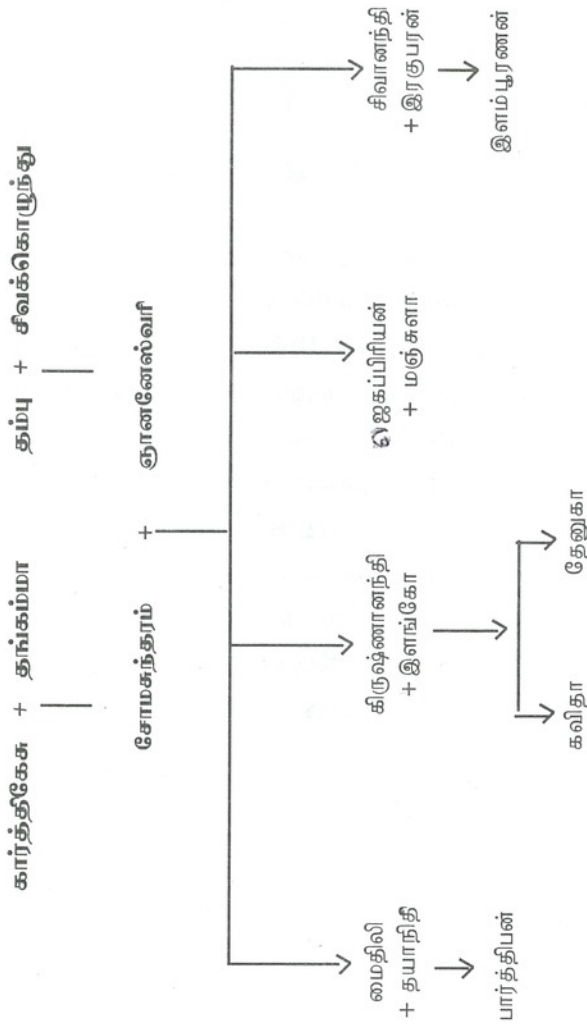 கார்த்திகேசு + தங்கம்மா தம்பு + சிவக்கொழுந்து
சோமசுந்தரம் + ஞானனேஸ்வரி
மைதிலி
+ தயாநிதி
பார்த்திபன்
கிருஷ்ணானந்தி
+ இளங்கோ
கவிதா தேனுகா
ஜெகப்பிரியன்
+ மஞ்சுளா
சிவானந்தி
+ இரகுபரன்
இளம்பூரணன்